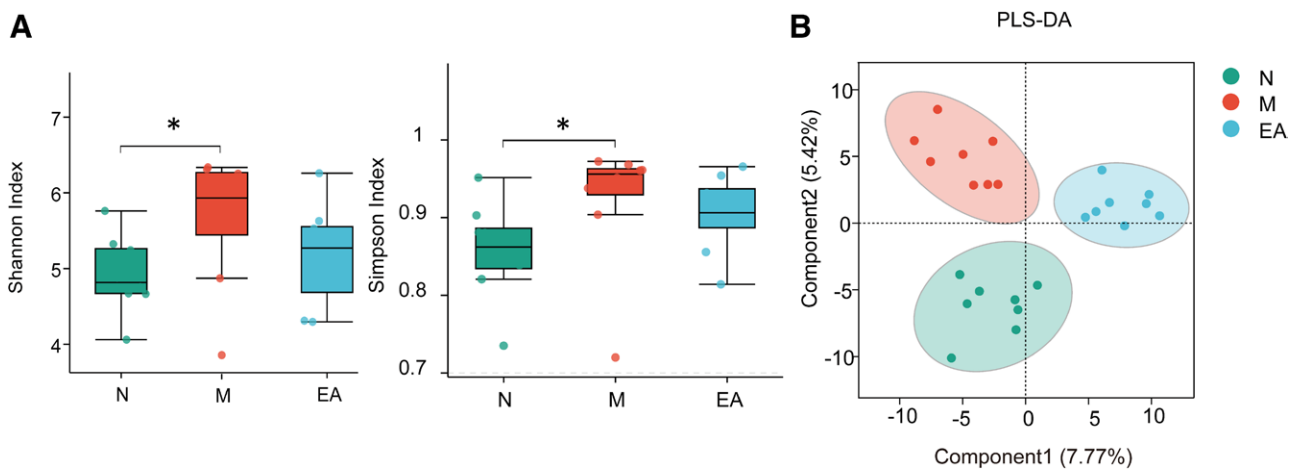 A
B
Shannon Index
7
6
5
4
*
N
M
EA
Simpson Index
1
0.9
0.8
0.7
*
N
M
EA
PLS-DA
Component2 (5.42%)
10
5
0
-5
-10
-10
-5
0
5
10
Component1 (7.77%)
N
M
EA